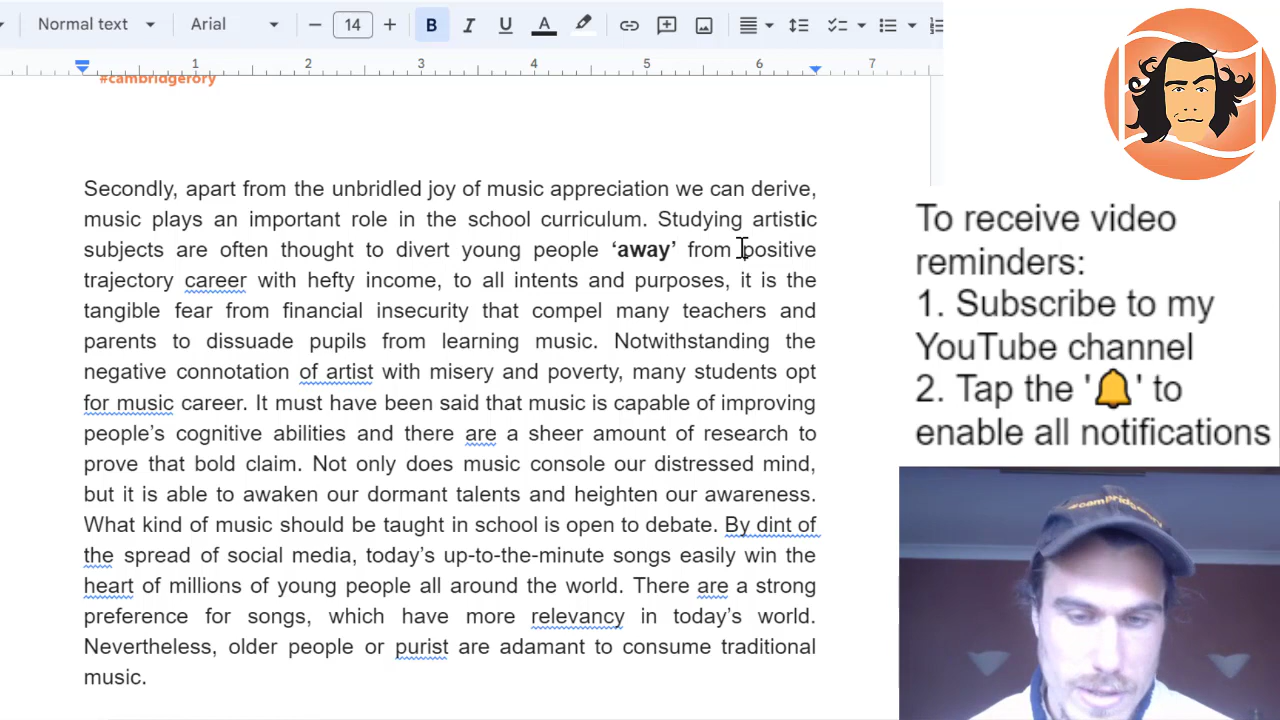 Normal text
Arial
14
B
I
U
A
1
2
3
4
5
6
7
#cambridgerory
Secondly, apart from the unbridled joy of music appreciation we can derive,
music plays an important role in the school curriculum. Studying artistic
subjects are often thought to divert young people ‘away’ from positive
trajectory career with hefty income, to all intents and purposes, it is the
tangible fear from financial insecurity that compel many teachers and
parents to dissuade pupils from learning music. Notwithstanding the
negative connotation of artist with misery and poverty, many students opt
for music career. It must have been said that music is capable of improving
people’s cognitive abilities and there are a sheer amount of research to
prove that bold claim. Not only does music console our distressed mind,
but it is able to awaken our dormant talents and heighten our awareness.
What kind of music should be taught in school is open to debate. By dint of
the spread of social media, today’s up-to-the-minute songs easily win the
heart of millions of young people all around the world. There are a strong
preference for songs, which have more relevancy in today’s world.
Nevertheless, older people or purist are adamant to consume traditional
music.
To receive video
reminders:
1. Subscribe to my
YouTube channel
2. Tap the '🔔' to
enable all notifications
#cambridgerory